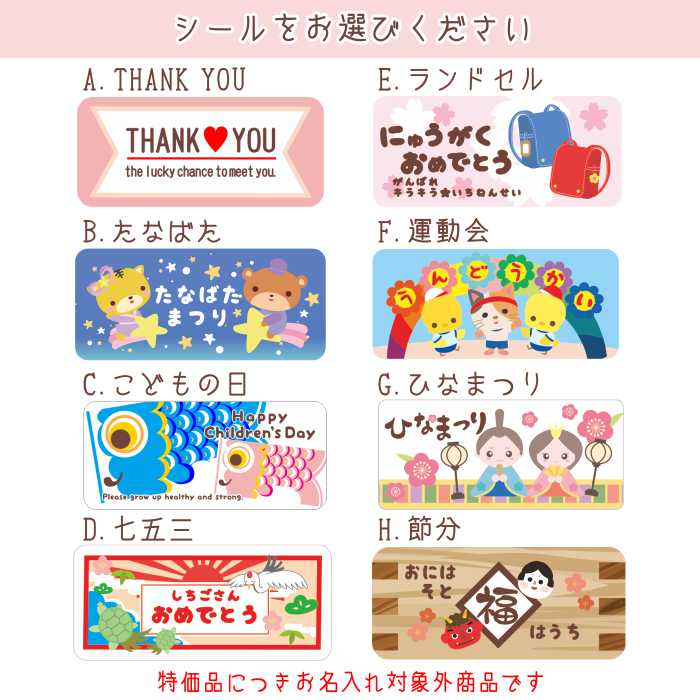 シールをお選びください
A. THANK YOU
THANK♥YOU
the lucky chance to meet you.
B. たなばた
たなばた
まつり
C. こどもの日
Happy
Children's Day
Please grow up healthy and strong.
D. 七五三
しちごさん
おめでとう
E. ランドセル
にゅうがく
おめでとう
がんばれ
キラキラ★いちねんせい
F. 運動会
うんどうかい
G. ひなまつり
ひなまつり
H. 節分
おには
そと
福
はうち
特価品につきお名入れ対象外商品です